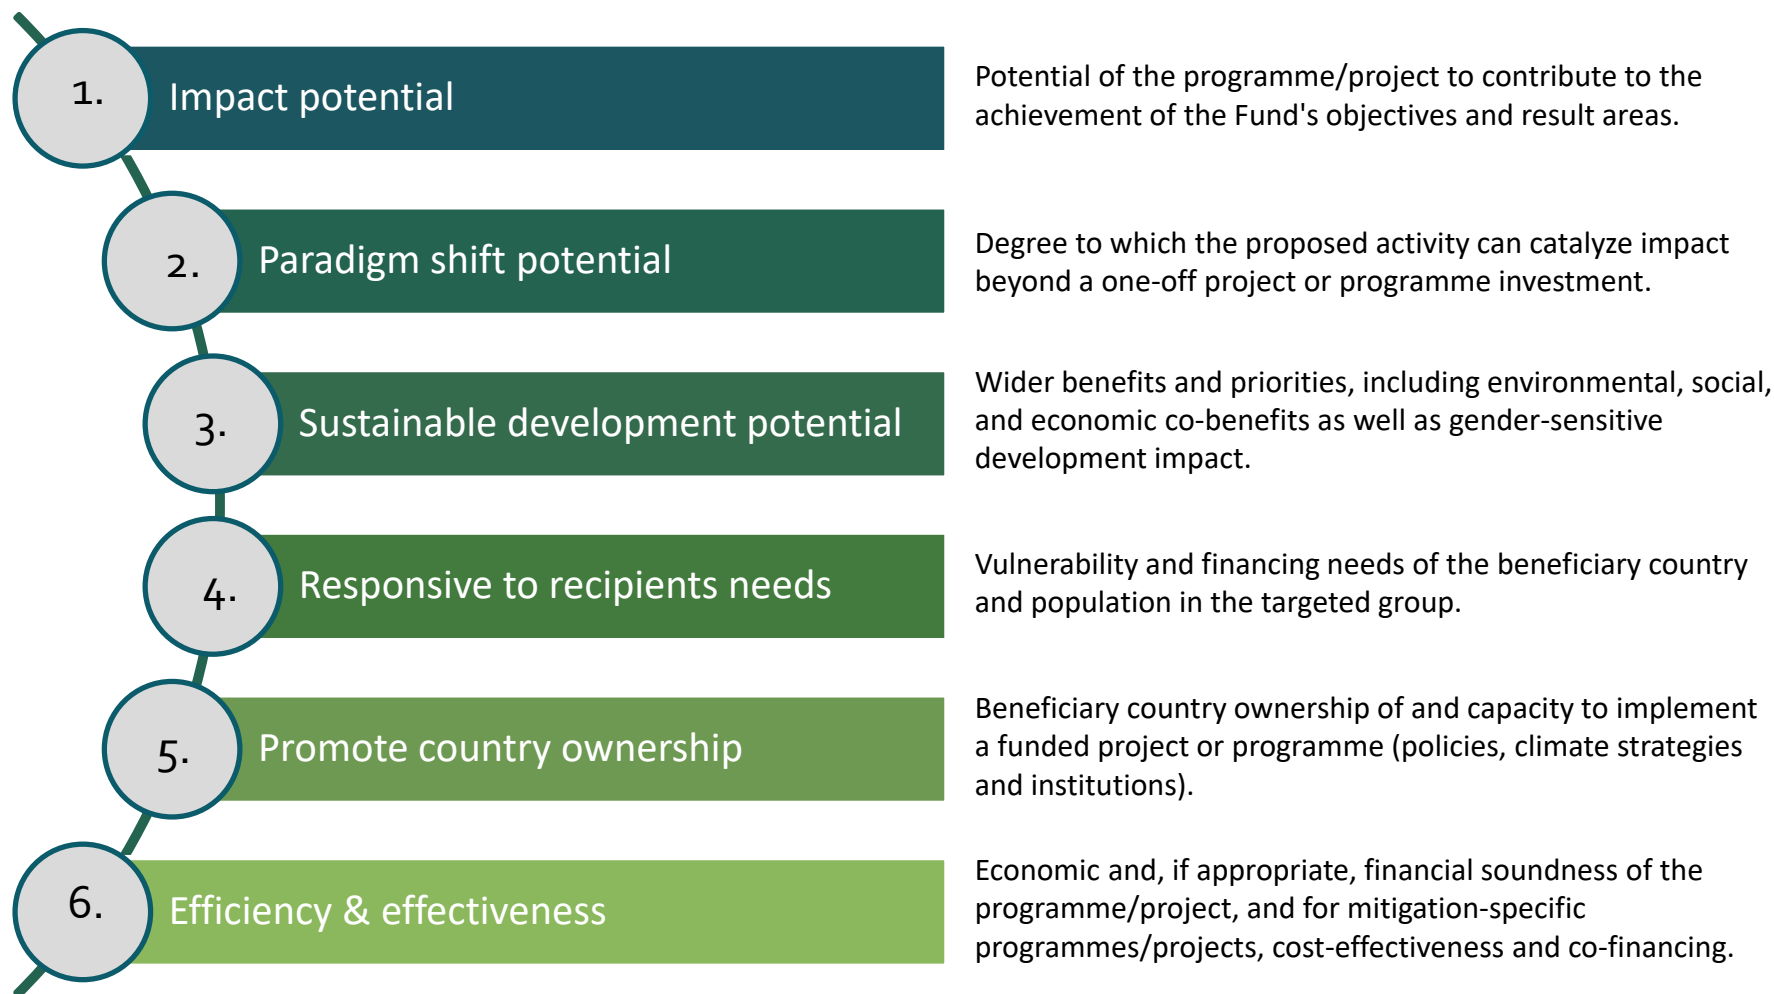 1.
Impact potential
Potential of the programme/project to contribute to the
achievement of the Fund's objectives and result areas.
2.
Paradigm shift potential
Degree to which the proposed activity can catalyze impact
beyond a one-off project or programme investment.
3.
Sustainable development potential
Wider benefits and priorities, including environmental, social,
and economic co-benefits as well as gender-sensitive
development impact.
4.
Responsive to recipients needs
Vulnerability and financing needs of the beneficiary country
and population in the targeted group.
5.
Promote country ownership
Beneficiary country ownership of and capacity to implement
a funded project or programme (policies, climate strategies
and institutions).
6.
Efficiency & effectiveness
Economic and, if appropriate, financial soundness of the
programme/project, and for mitigation-specific
programmes/projects, cost-effectiveness and co-financing.